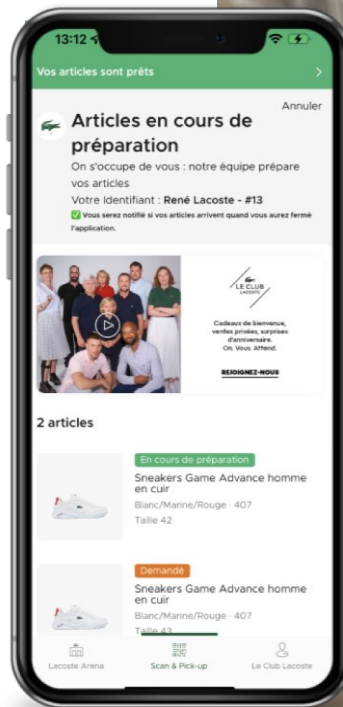 13:12
Vos articles sont prêts
Annuler
Articles en cours de
préparation
On s'occupe de vous : notre équipe prépare
vos articles
Votre Identifiant : René Lacoste - #13
✅ Vous serez notifié si vos articles arrivent quand vous aurez fermé
l'application.
LE CLUB
LACOSTE
Cadeaux de bienvenue,
ventes privées, surprises
d'anniversaire.
On. Vous. Attend.
REJOIGNEZ-NOUS
2 articles
En cours de préparation
Sneakers Game Advance homme
en cuir
Blanc/Marine/Rouge · 407
Taille 42
Demandé
Sneakers Game Advance homme
en cuir
Blanc/Marine/Rouge · 407
Taille 43
Lacoste Arena
Scan & Pick-up
Le Club Lacoste